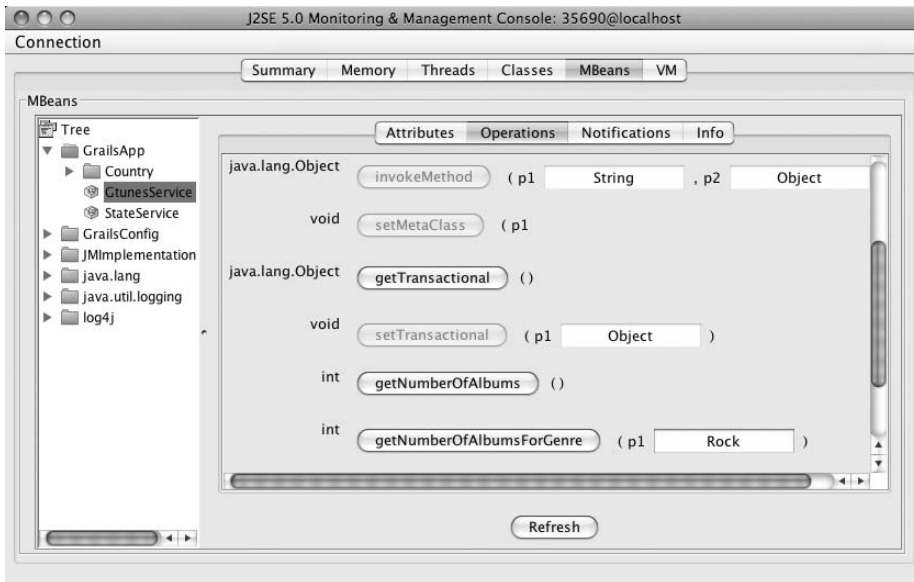 J2SE 5.0 Monitoring & Management Console: 35690@localhost
Connection
Summary Memory Threads Classes MBeans VM
MBeans
Tree
GrailsApp
Country
GtunesService
StateService
GrailsConfig
JMImplementation
java.lang
java.util.logging
log4j
Attributes Operations Notifications Info
java.lang.Object invokeMethod ( p1 String , p2 Object
void setMetaClass ( p1
java.lang.Object getTransactional ()
void setTransactional ( p1 Object )
int getNumberOfAlbums ()
int getNumberOfAlbumsForGenre ( p1 Rock )
Refresh